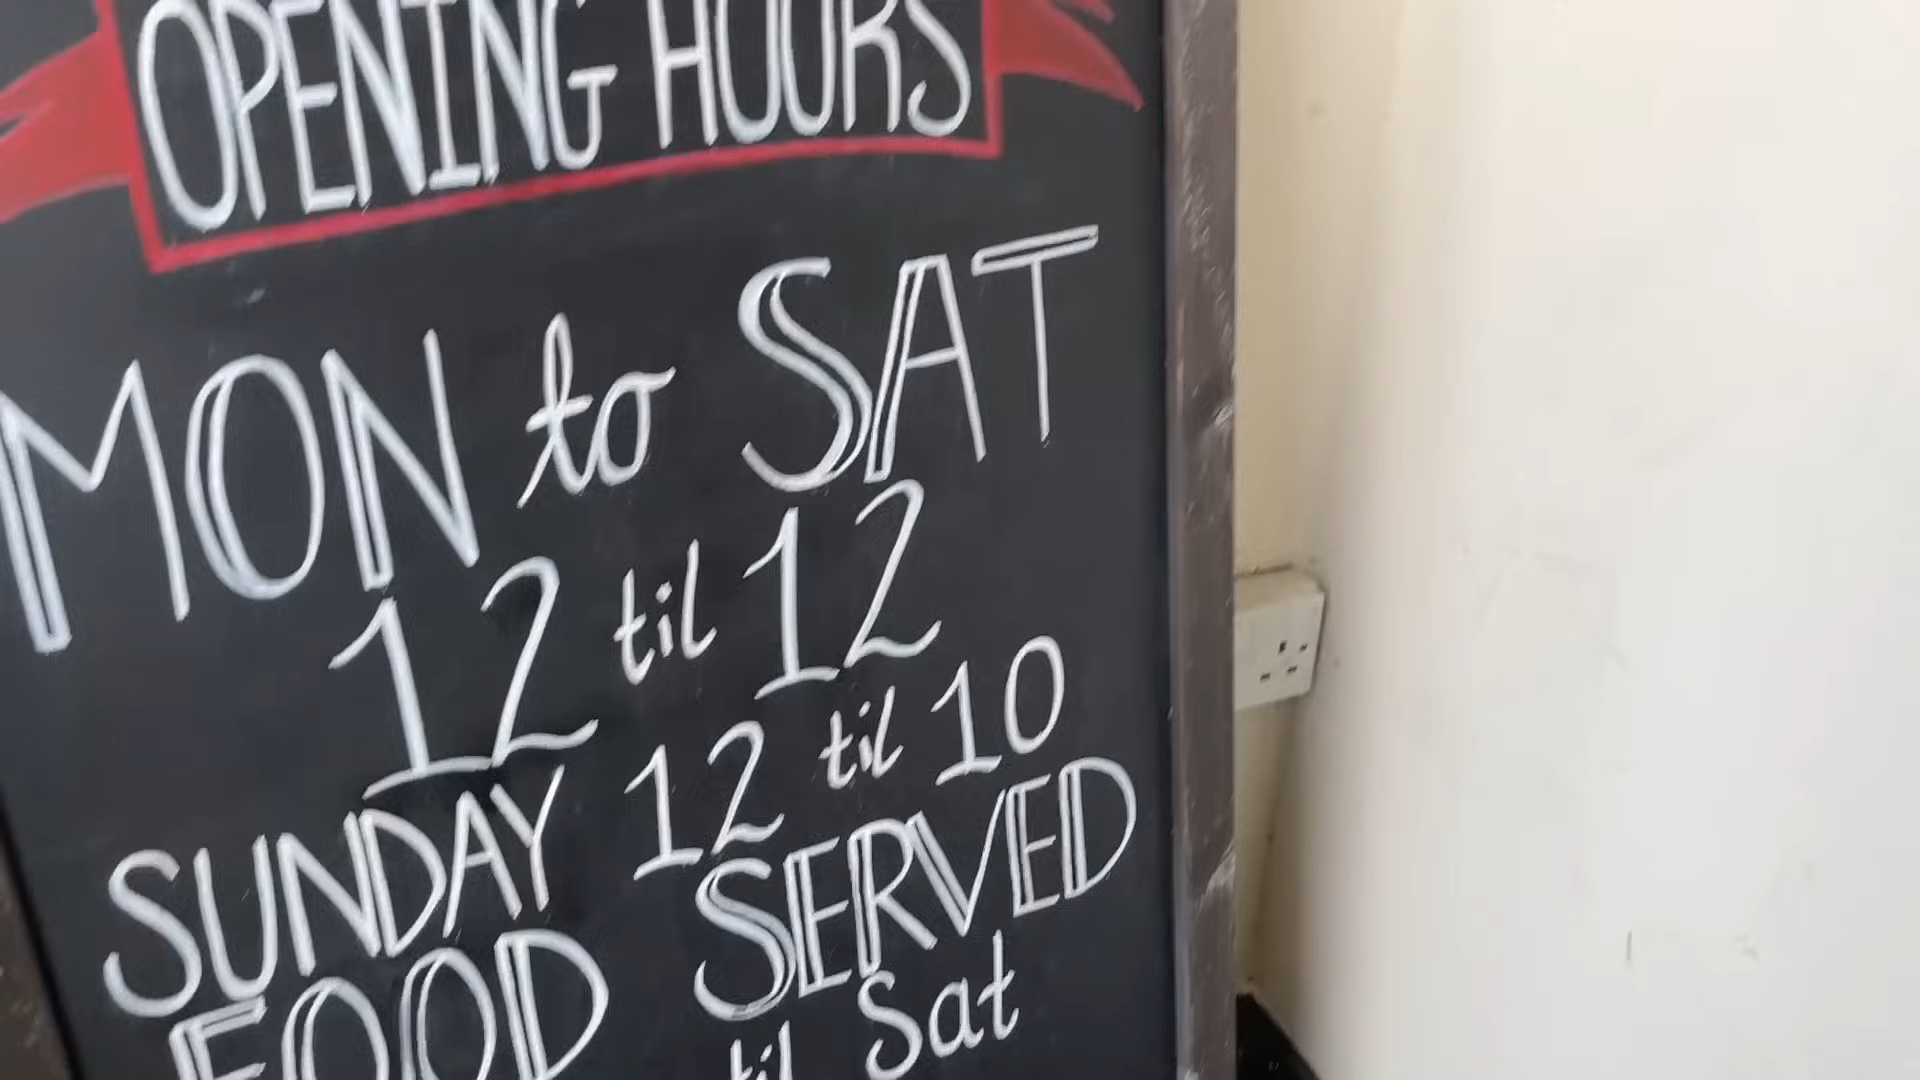 OPENING HOURS
MON to SAT
12 til 12
SUNDAY 12 til 10
FOOD SERVED
til Sat